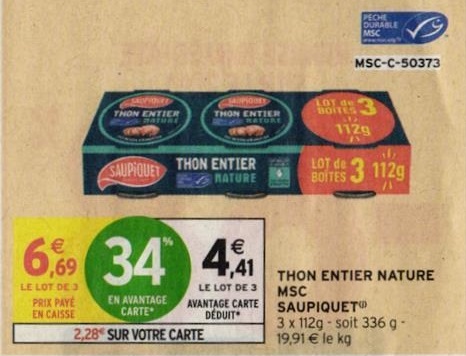 PÊCHE
DURABLE
MSC
MSC-C-50373
SAUPIQUET
SAUPIQUET
THON ENTIER
NATURE
THON ENTIER
NATURE
LOT de 3
BOÎTES
112g
SAUPIQUET
THON ENTIER
NATURE
LOT de 3 112g
BOÎTES
6,€69
LE LOT DE 3
PRIX PAYÉ
EN CAISSE
34%
EN AVANTAGE
CARTE*
4,€41
LE LOT DE 3
AVANTAGE CARTE
DÉDUIT*
2,28€ SUR VOTRE CARTE
THON ENTIER NATURE
MSC
SAUPIQUET(1)
3 x 112g - soit 336 g -
19,91 € le kg